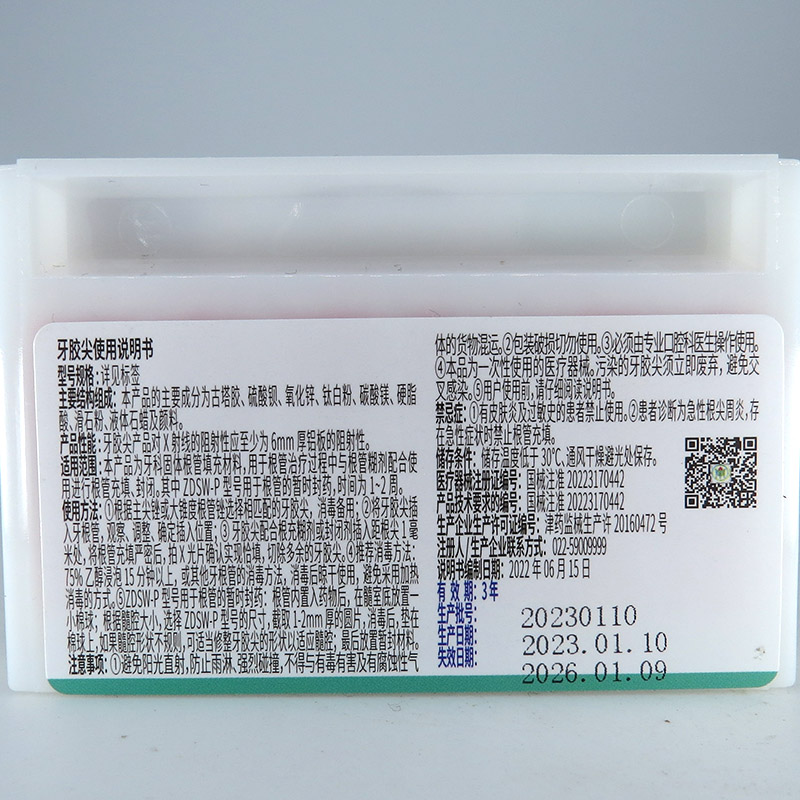 牙胶尖使用说明书
型号规格：详见标签
主要结构组成：本产品的主要成分为古塔胶、硫酸钡、氧化锌、钛白粉、碳酸镁、硬脂
酸、滑石粉、液体石蜡及颜料。
产品性能：牙胶尖产品对X射线的阻射性应至少为6mm厚铝板的阻射性。
适用范围：本产品为牙科固体根管填充材料，用于根管治疗过程中与根管糊剂配合使
用进行根管充填、封闭。其中ZDSW-P型号用于根管的暂时封药，时间为1~2周。
使用方法：①根据主尖锉或大锥度根管锉选择相匹配的牙胶尖，消毒备用；②将牙胶尖插
入牙根管，观察、调整、确定插入位置；③牙胶尖配合根充糊剂或封闭剂插入距根尖1毫
米处，将根管充填严密后，拍X光片确认实现恰填，切除多余的牙胶尖。④推荐消毒方法：
75%乙醇浸泡15分钟以上，或其他牙根管的消毒方法，消毒后晾干使用，避免采用加热
消毒的方式。⑤ZDSW-P型号用于根管的暂时封药：根管内置入药物后，在髓室底放置一
小棉球；根据髓腔大小，选择ZDSW-P型号的尺寸，截取1-2mm厚的圆片，消毒后，垫在
棉球上，如果髓腔形状不规则，可适当修整牙胶尖的形状以适应髓腔；最后放置暂封材料。
注意事项：①避免阳光直射，防止雨淋、强烈碰撞，不得与有毒有害及有腐蚀性气
体的货物混运。②包装破损切勿使用。③必须由专业口腔科医生操作使用。
④本品为一次性使用的医疗器械。污染的牙胶尖须立即废弃，避免交
叉感染。⑤用户使用前，请仔细阅读说明书。
禁忌症：①有皮肤炎及过敏史的患者禁止使用。②患者诊断为急性根尖周炎，存
在急性症状时禁止根管充填。
储存条件：储存温度低于30℃，通风干燥避光处保存。
医疗器械注册证编号：国械注准20223170442
产品技术要求的编号：国械注准20223170442
生产企业生产许可证编号：津药监械生产许20160472号
注册人/生产企业联系方式：022-59009999
说明书编制日期：2022年06月15日
有效期：3年
生产批号：20230110
生产日期：2023.01.10
失效日期：2026.01.09